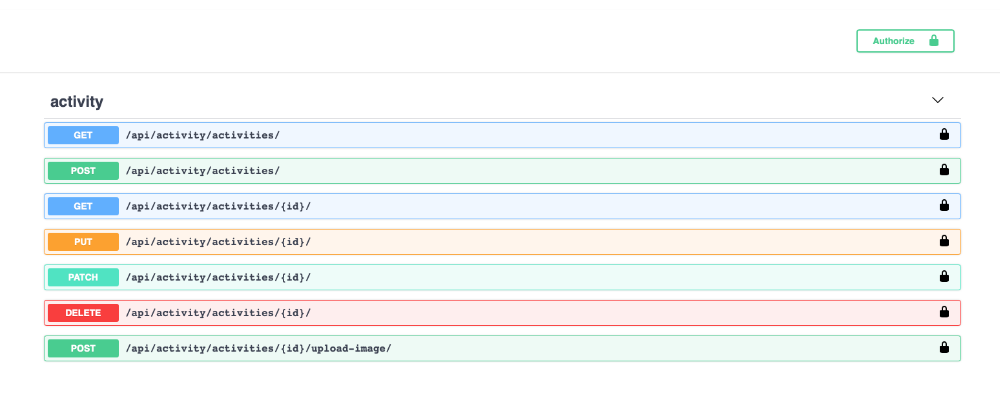 Authorize
activity
GET /api/activity/activities/
POST /api/activity/activities/
GET /api/activity/activities/{id}/
PUT /api/activity/activities/{id}/
PATCH /api/activity/activities/{id}/
DELETE /api/activity/activities/{id}/
POST /api/activity/activities/{id}/upload-image/